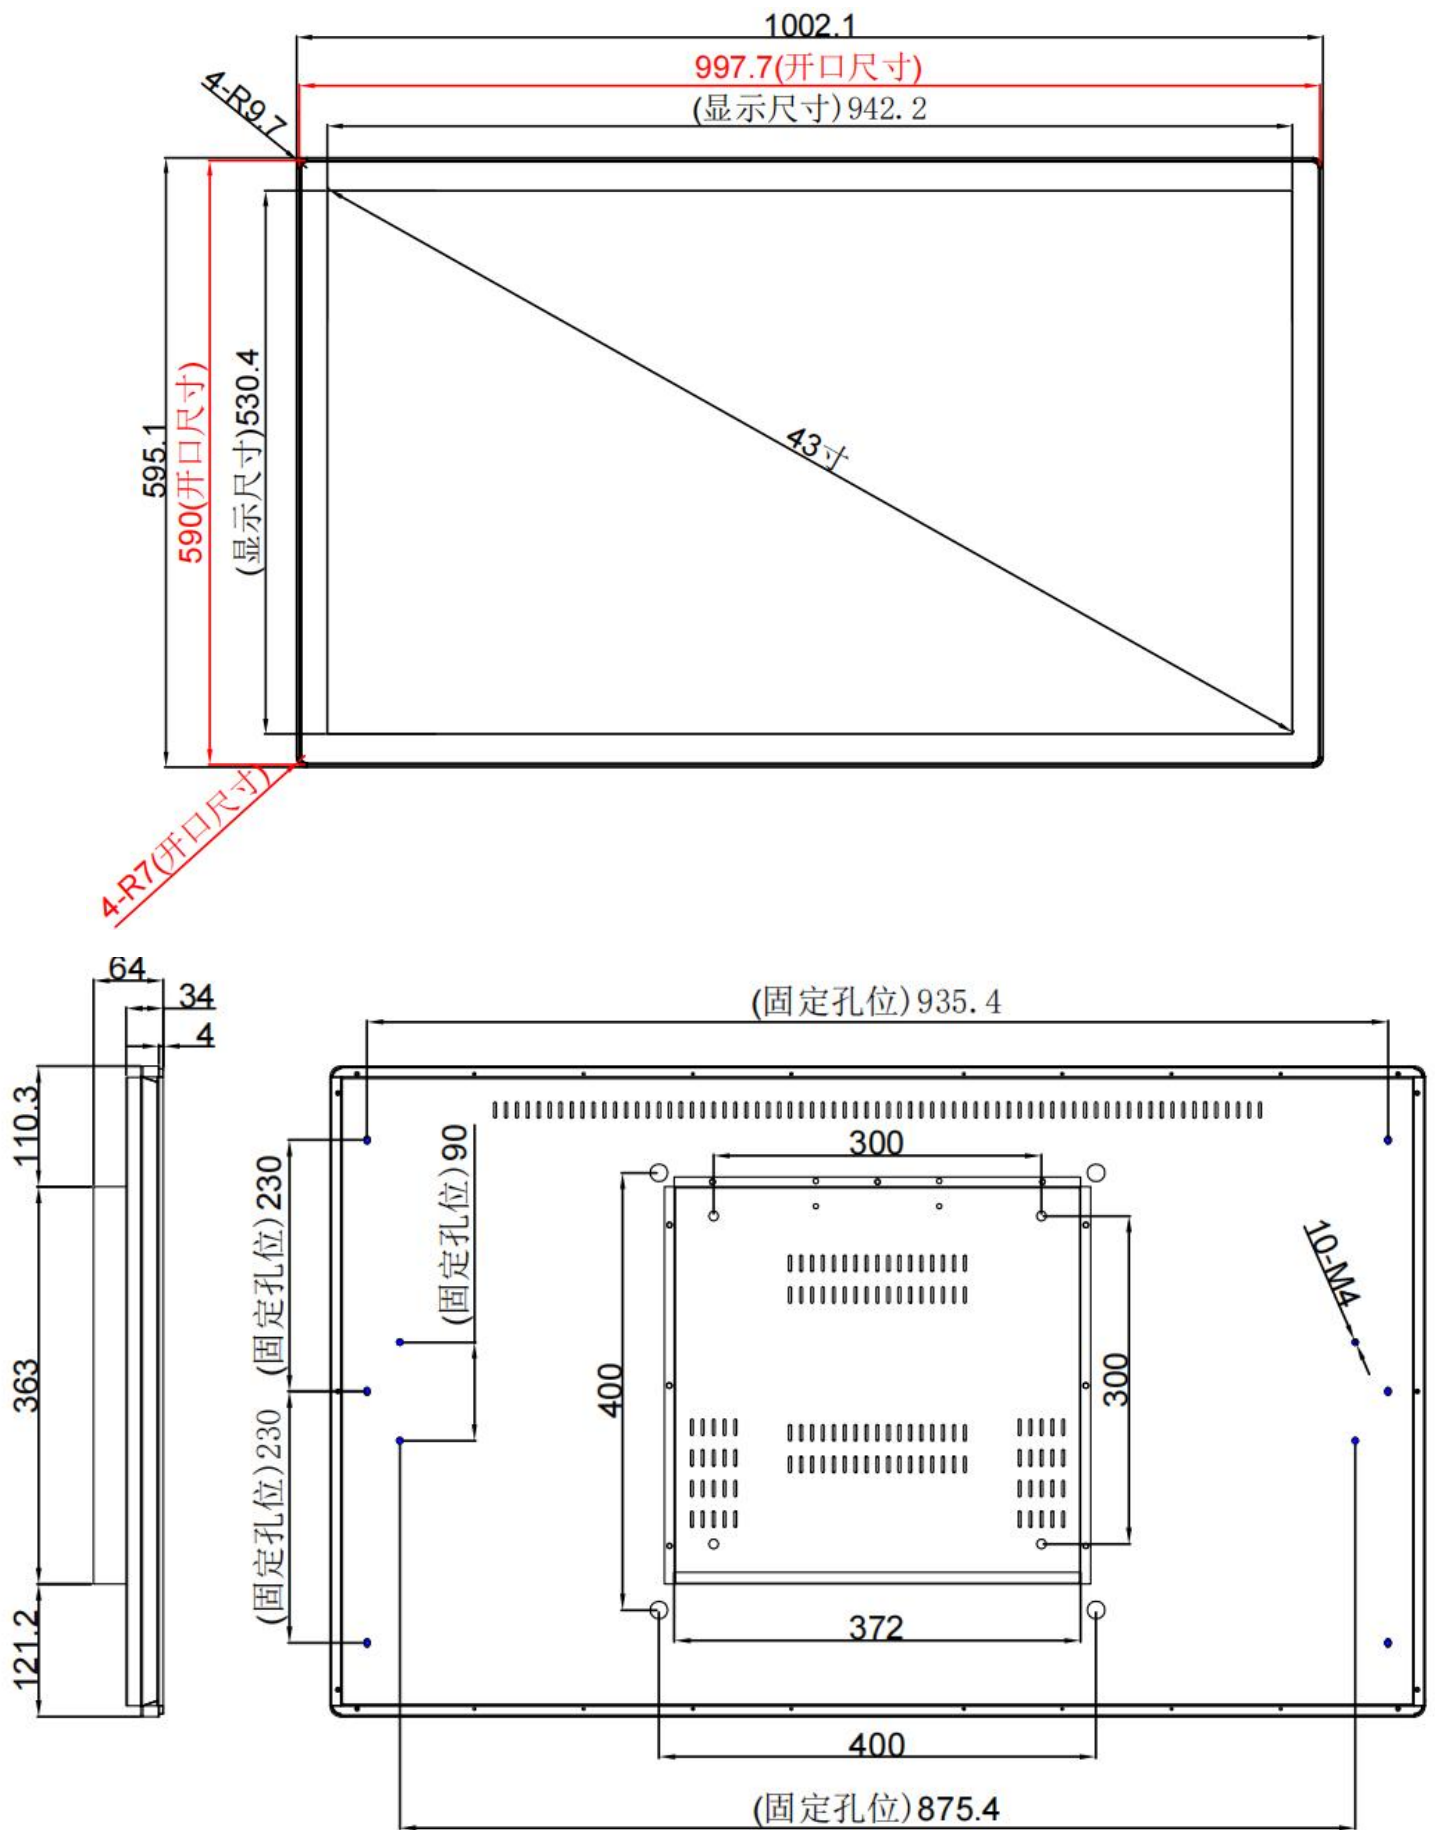 1002.1
997.7(开口尺寸)
(显示尺寸)942.2
4-R9.7
595.1
590(开口尺寸)
(显示尺寸)530.4
43寸
4-R7(开口尺寸)
64
34
4
110.3
363
121.2
(固定孔位)935.4
(固定孔位)230
(固定孔位)230
(固定孔位)90
300
400
300
10-M4
372
400
(固定孔位)875.4